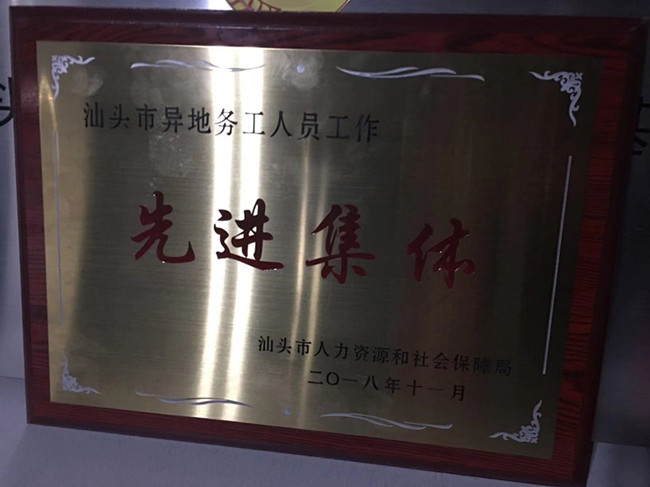 汕头市异地务工人员工作
先进集体
汕头市人力资源和社会保障局
二〇一八年十一月